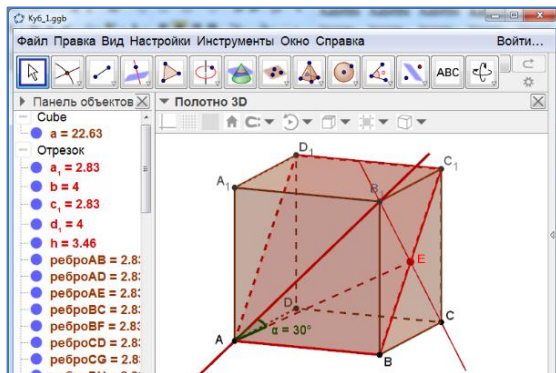 Куб_1.ggb
Файл Правка Вид Настройки Инструменты Окно Справка Войти...
ABC
Панель объектов
Полотно 3D
Cube
a = 22.63
Отрезок
a₁ = 2.83
b = 4
c₁ = 2.83
d₁ = 4
h = 3.46
реброAB = 2.83
реброAD = 2.83
реброAE = 2.83
реброBC = 2.83
реброBF = 2.83
реброCD = 2.83
реброCG = 2.83
D₁
C₁
A₁
B₁
E
D
C
α = 30°
A
B